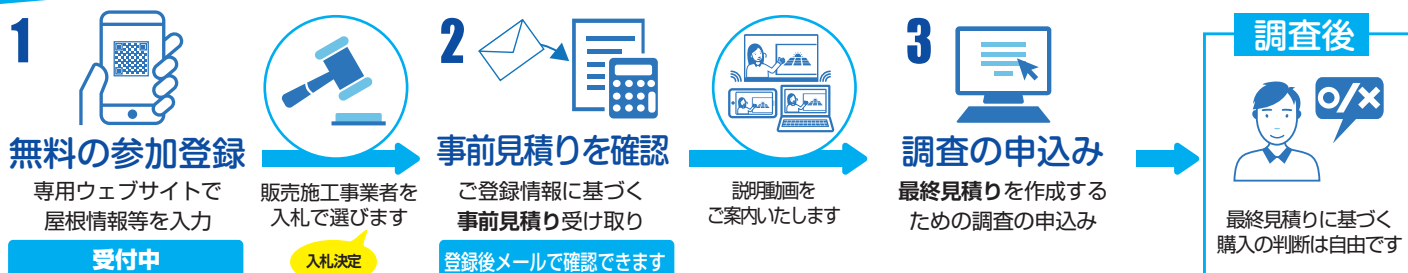 1
無料の参加登録
専用ウェブサイトで
屋根情報等を入力
受付中
販売施工事業者を
入札で選びます
入札決定
2
事前見積りを確認
ご登録情報に基づく
事前見積り受け取り
登録後メールで確認できます
説明動画を
ご案内いたします
3
調査の申込み
最終見積りを作成する
ための調査の申込み
調査後
o/x
最終見積りに基づく
購入の判断は自由です